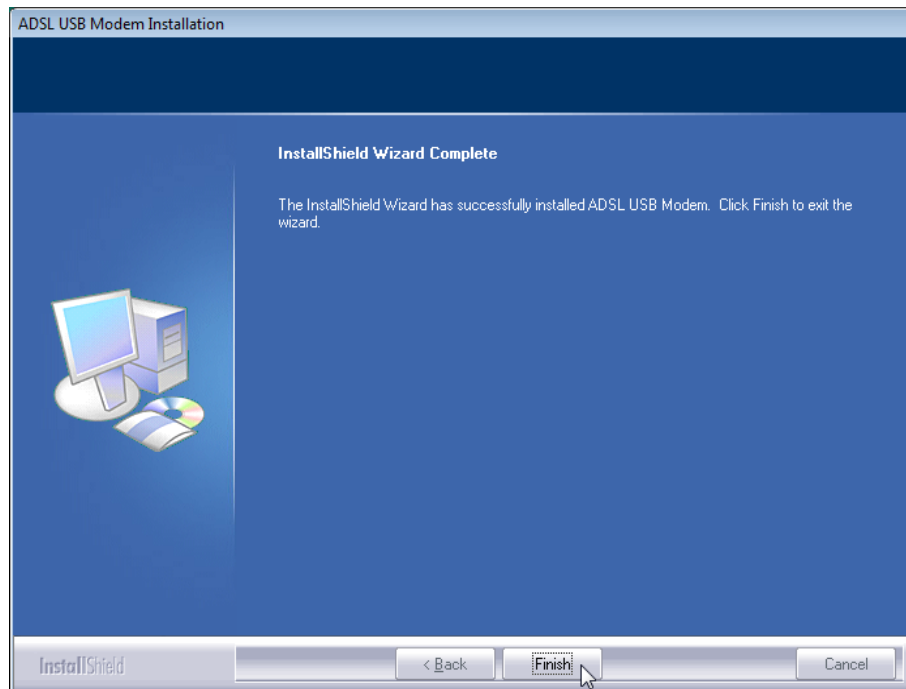 ADSL USB Modem Installation
InstallShield Wizard Complete
The InstallShield Wizard has successfully installed ADSL USB Modem. Click Finish to exit the
wizard.
InstallShield
< Back
Finish
Cancel